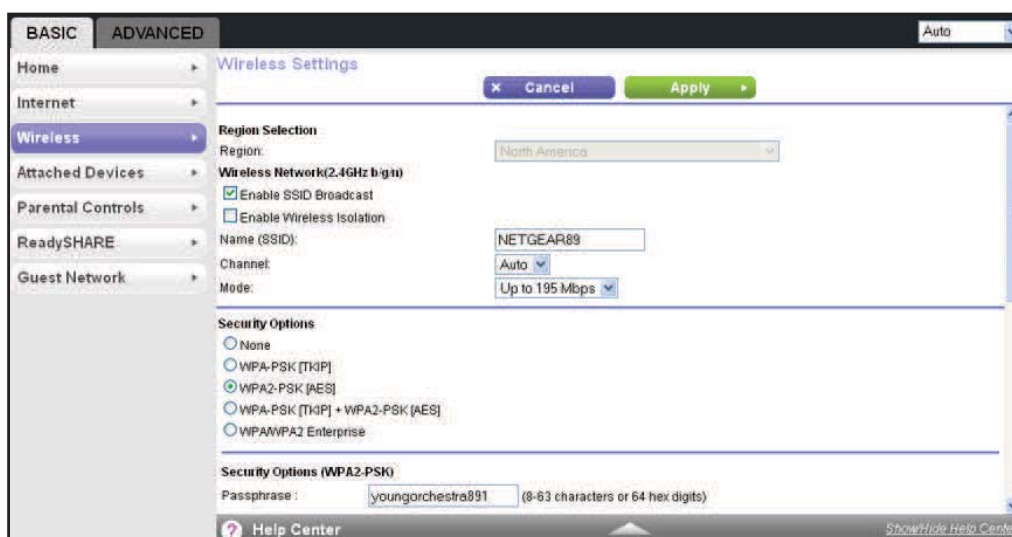 BASIC ADVANCED Auto
Home
Internet
Wireless
Attached Devices
Parental Controls
ReadySHARE
Guest Network
Wireless Settings
× Cancel Apply
Region Selection
Region: North America
Wireless Network(2.4GHz b/g/n)
Enable SSID Broadcast
Enable Wireless Isolation
Name (SSID): NETGEAR89
Channel: Auto
Mode: Up to 195 Mbps
Security Options
None
WPA-PSK [TKIP]
WPA2-PSK [AES]
WPA-PSK [TKIP] + WPA2-PSK [AES]
WPA/WPA2 Enterprise
Security Options (WPA2-PSK)
Passphrase : youngorchestra891 (8-63 characters or 64 hex digits)
? Help Center Show/Hide Help Center